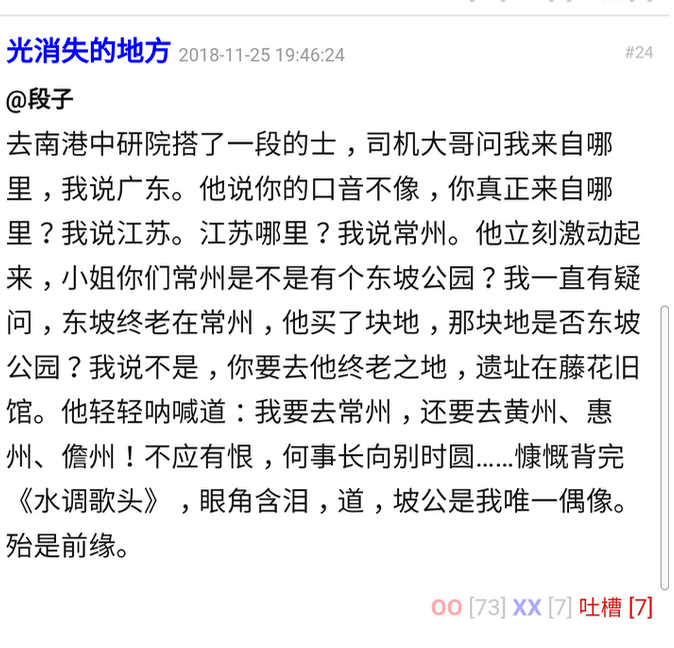 光消失的地方 2018-11-25 19:46:24 #24
@段子
去南港中研院搭了一段的士，司机大哥问我来自哪
里，我说广东。他说你的口音不像，你真正来自哪
里？我说江苏。江苏哪里？我说常州。他立刻激动起
来，小姐你们常州是不是有个东坡公园？我一直有疑
问，东坡终老在常州，他买了块地，那块地是否东坡
公园？我说不是，你要去他终老之地，遗址在藤花旧
馆。他轻轻呐喊道：我要去常州，还要去黄州、惠
州、儋州！不应有恨，何事长向别时圆......慷慨背完
《水调歌头》，眼角含泪，道，坡公是我唯一偶像。
殆是前缘。
OO [73] XX [7] 吐槽 [7]